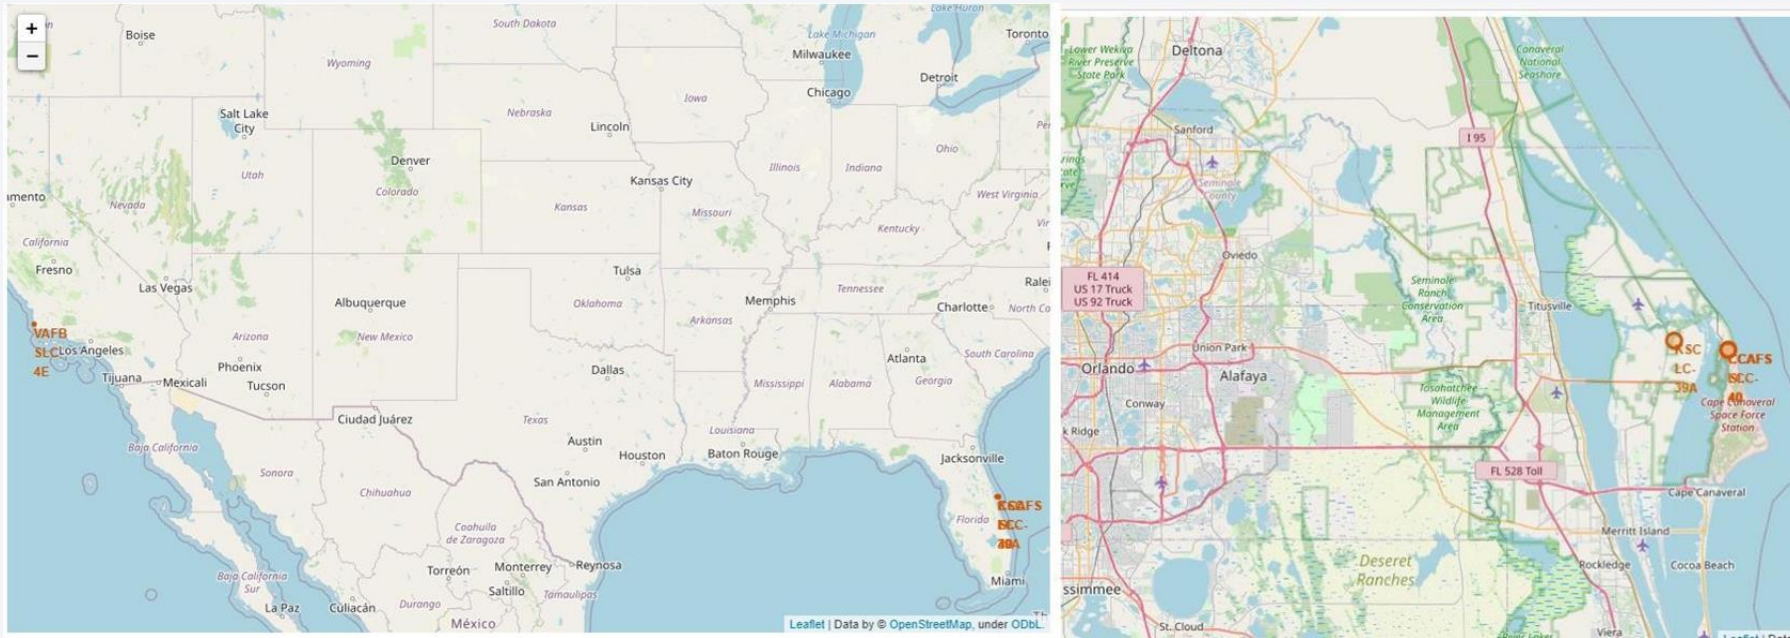 +
−
Boise
South Dakota
Lake Huron
Toronto
Lake Michigan
Milwaukee
Wyoming
Detroit
Chicago
Iowa
Nebraska
Salt Lake
City
Lincoln
Ohio
Denver
Illinois
Indiana
Utah
Kansas City
Colorado
West Virginia
Nevada
Kansas
Missouri
Kentucky
California
Fresno
Tulsa
Las Vegas
Tennessee
Albuquerque
Memphis
Oklahoma
Charlotte
Arkansas
VAFB
SLC-
4E
Arizona
New Mexico
Los Angeles
South Carolina
Atlanta
Phoenix
Dallas
Tijuana
Mexicali
Tucson
Mississippi
Alabama
Georgia
Ciudad Juárez
Texas
Louisiana
Baja California
Austin
Houston
Baton Rouge
Jacksonville
Sonora
San Antonio
Chihuahua
Florida
Coahuila
de Zaragoza
Monterrey
Reynosa
Torreón
Miami
Baja California
Sur
Saltillo
Tamaulipas
La Paz
Culiacán
Durango
México
Leaflet | Data by © OpenStreetMap, under ODbL.
Lower Wekiva
River Preserve
State Park
Deltona
Canaveral
National
Seashore
Sanford
I 95
Seminole
County
Oviedo
FL 414
US 17 Truck
US 92 Truck
Seminole
Ranch
Conservation
Area
Titusville
Union Park
KSC
LC-
39A
CCAFS
SLC-
40
Orlando
Alafaya
Tosohatchee
Wildlife
Management
Area
Conway
Cape Canaveral
Space Force
Station
FL 528 Toll
Cape Canaveral
Merritt Island
Deseret
Ranches
Rockledge
Cocoa Beach
St. Cloud
Viera